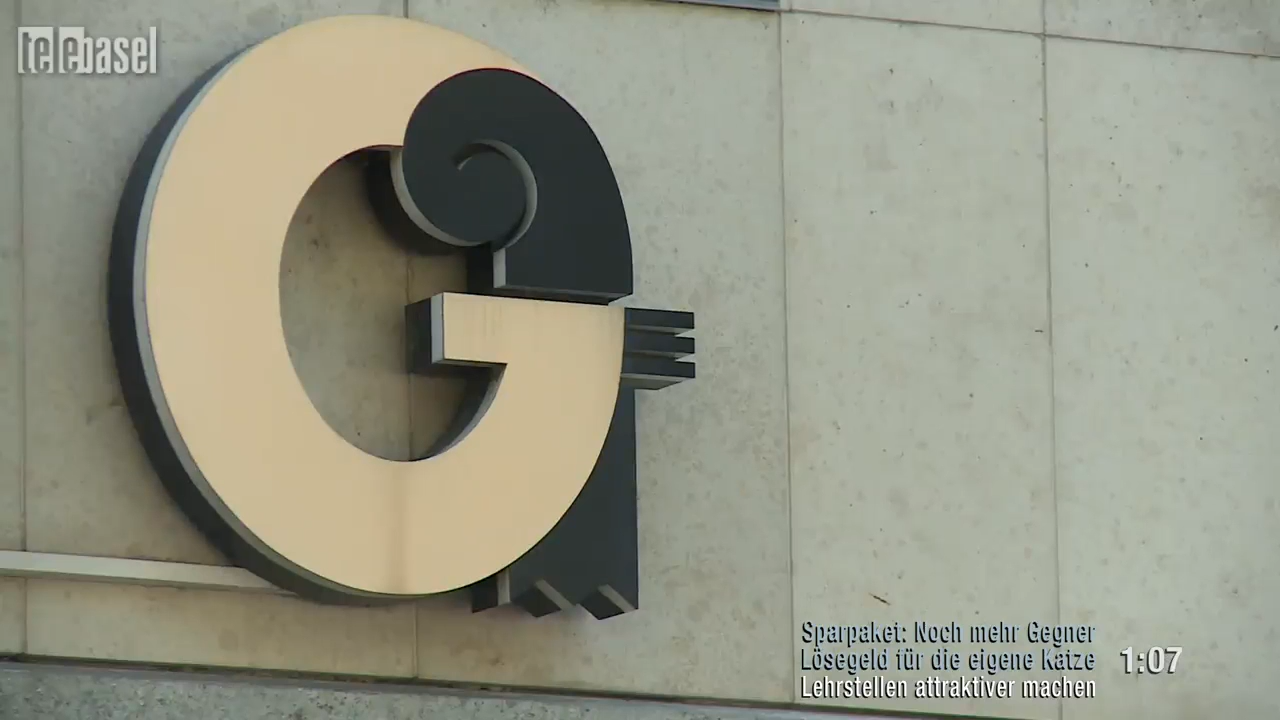 telebasel
G
Sparpaket: Noch mehr Gegner
Lösegeld für die eigene Katze
Lehrstellen attraktiver machen
1:07